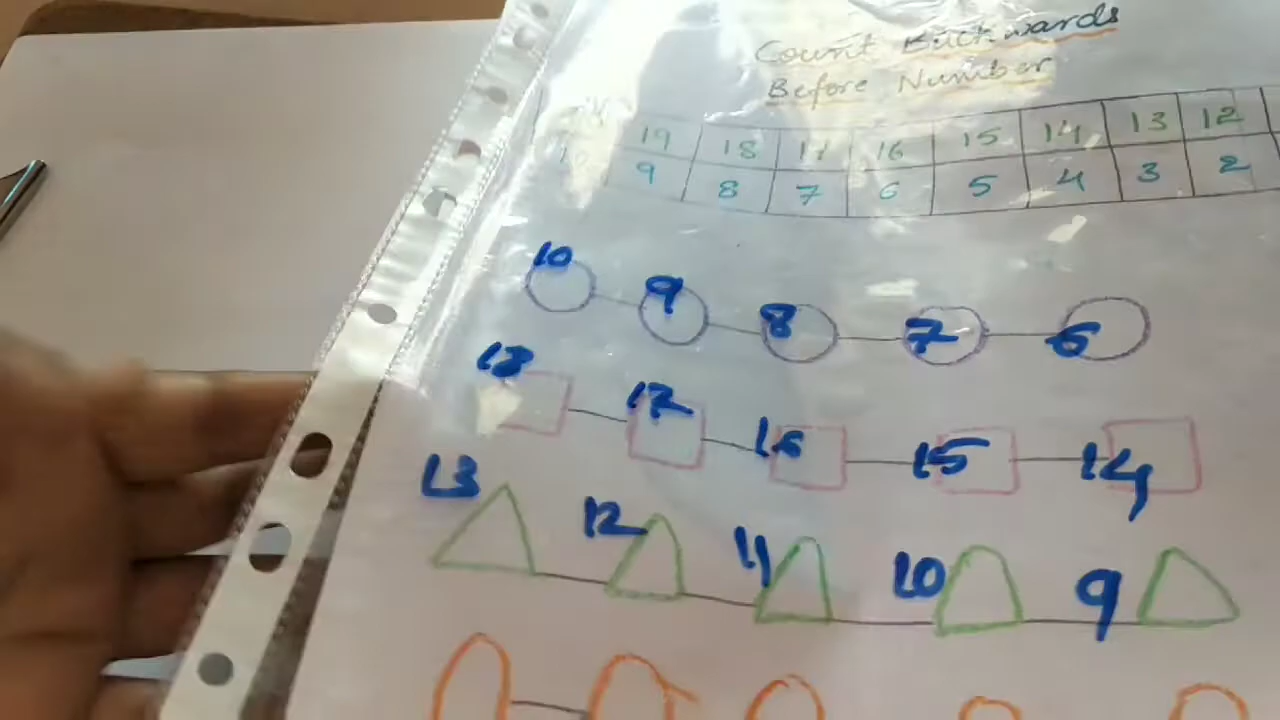 Count Backwards
Before Number
19 18 17 16 15 14 13 12
10 9 8 7 6 5 4 3 2
10 9 8 7 6
18 17 16 15 14
13 12 11 10 9